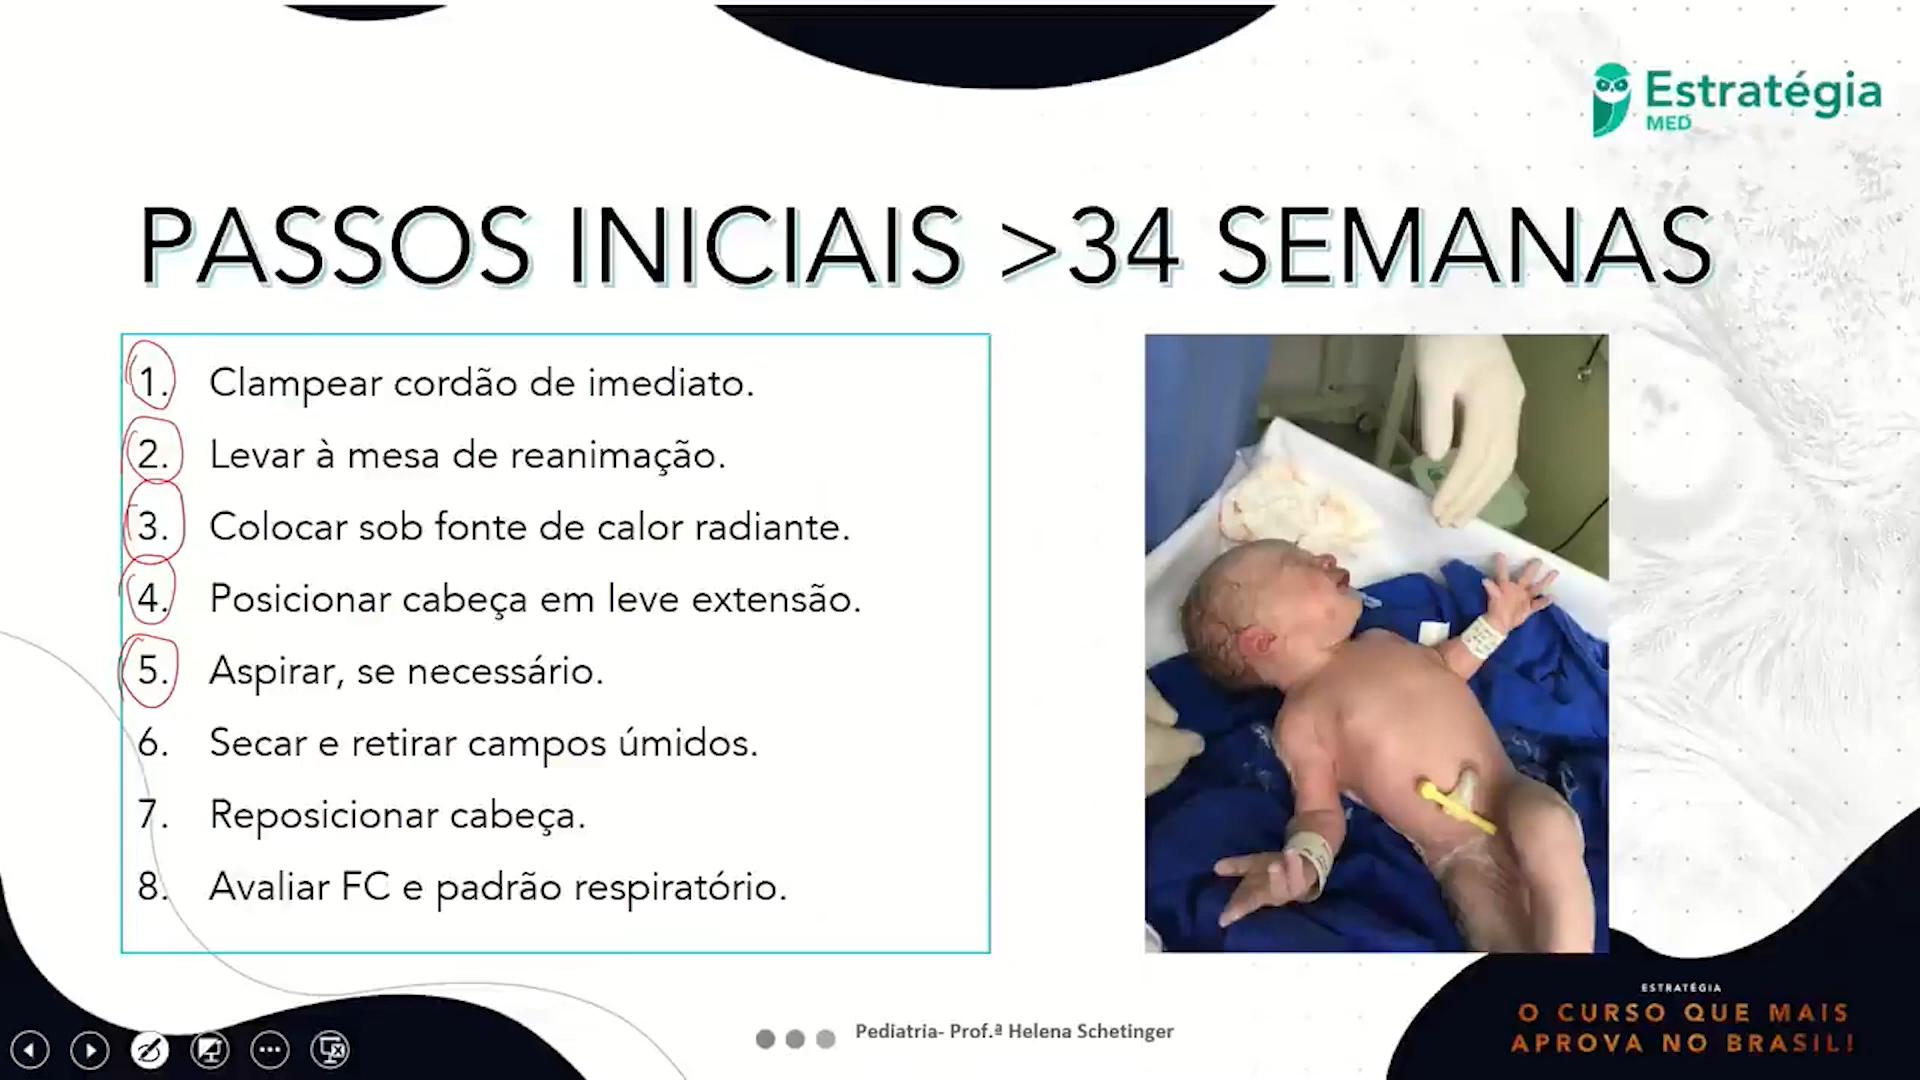 Estratégia
MED
PASSOS INICIAIS >34 SEMANAS
1. Clampear cordão de imediato.
2. Levar à mesa de reanimação.
3. Colocar sob fonte de calor radiante.
4. Posicionar cabeça em leve extensão.
5. Aspirar, se necessário.
6. Secar e retirar campos úmidos.
7. Reposicionar cabeça.
8. Avaliar FC e padrão respiratório.
Pediatria- Prof.ª Helena Schetinger
ESTRATÉGIA
O CURSO QUE MAIS
APROVA NO BRASIL!